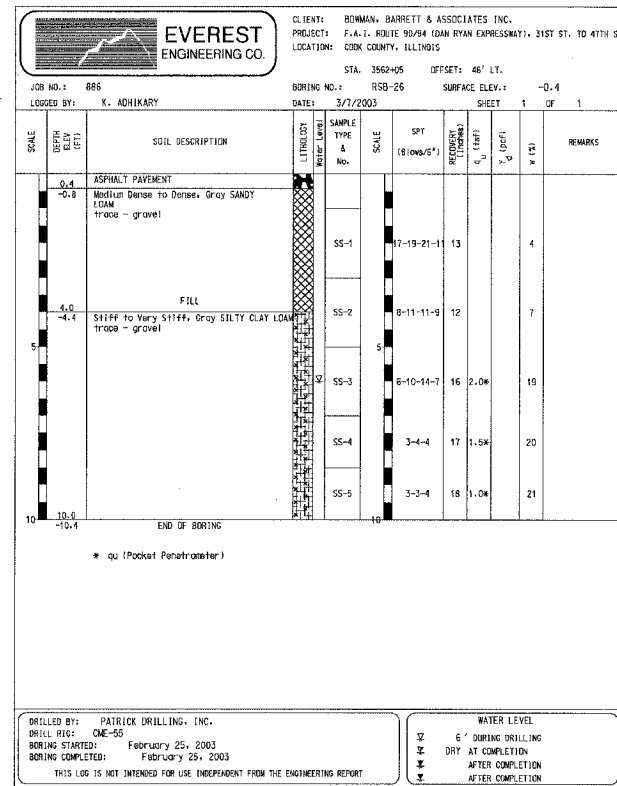 EVEREST
ENGINEERING CO.
CLIENT: BOWMAN, BARRETT & ASSOCIATES INC.
PROJECT: F.A.I. ROUTE 90/94 (DAN RYAN EXPRESSWAY), 31ST ST. TO 47TH S
LOCATION: COOK COUNTY, ILLINOIS
STA. 3562+05 OFFSET: 46' LT.
JOB NO.: 886 BORING NO.: RSB-26 SURFACE ELEV.: -0.4
LOGGED BY: K. ADHIKARY DATE: 3/7/2003 SHEET 1 OF 1
SCALE DEPTH ELEV (FT) SOIL DESCRIPTION LITHOLOGY Water Level SAMPLE TYPE & No. SCALE SPT (Blows/6") RECOVERY (Inches) qu (tsf) Yd (pcf) w (%) REMARKS
0.4 ASPHALT PAVEMENT
-0.8 Medium Dense to Dense, Gray SANDY
LOAM
trace - gravel
SS-1 17-19-21-11 13 4
FILL
4.0 SS-2 8-11-11-9 12 7
-4.4 Stiff to Very Stiff, Gray SILTY CLAY LOAM
trace - gravel
5 5
SS-3 6-10-14-7 16 2.0* 19
SS-4 3-4-4 17 1.5* 20
SS-5 3-3-4 18 1.0* 21
10 10.0 10
-10.4 END OF BORING
* qu (Pocket Penetrometer)
DRILLED BY: PATRICK DRILLING, INC.
DRILL RIG: CME-55
BORING STARTED: February 25, 2003
BORING COMPLETED: February 25, 2003
THIS LOG IS NOT INTENDED FOR USE INDEPENDENT FROM THE ENGINEERING REPORT
WATER LEVEL
6' DURING DRILLING
DRY AT COMPLETION
AFTER COMPLETION
AFTER COMPLETION